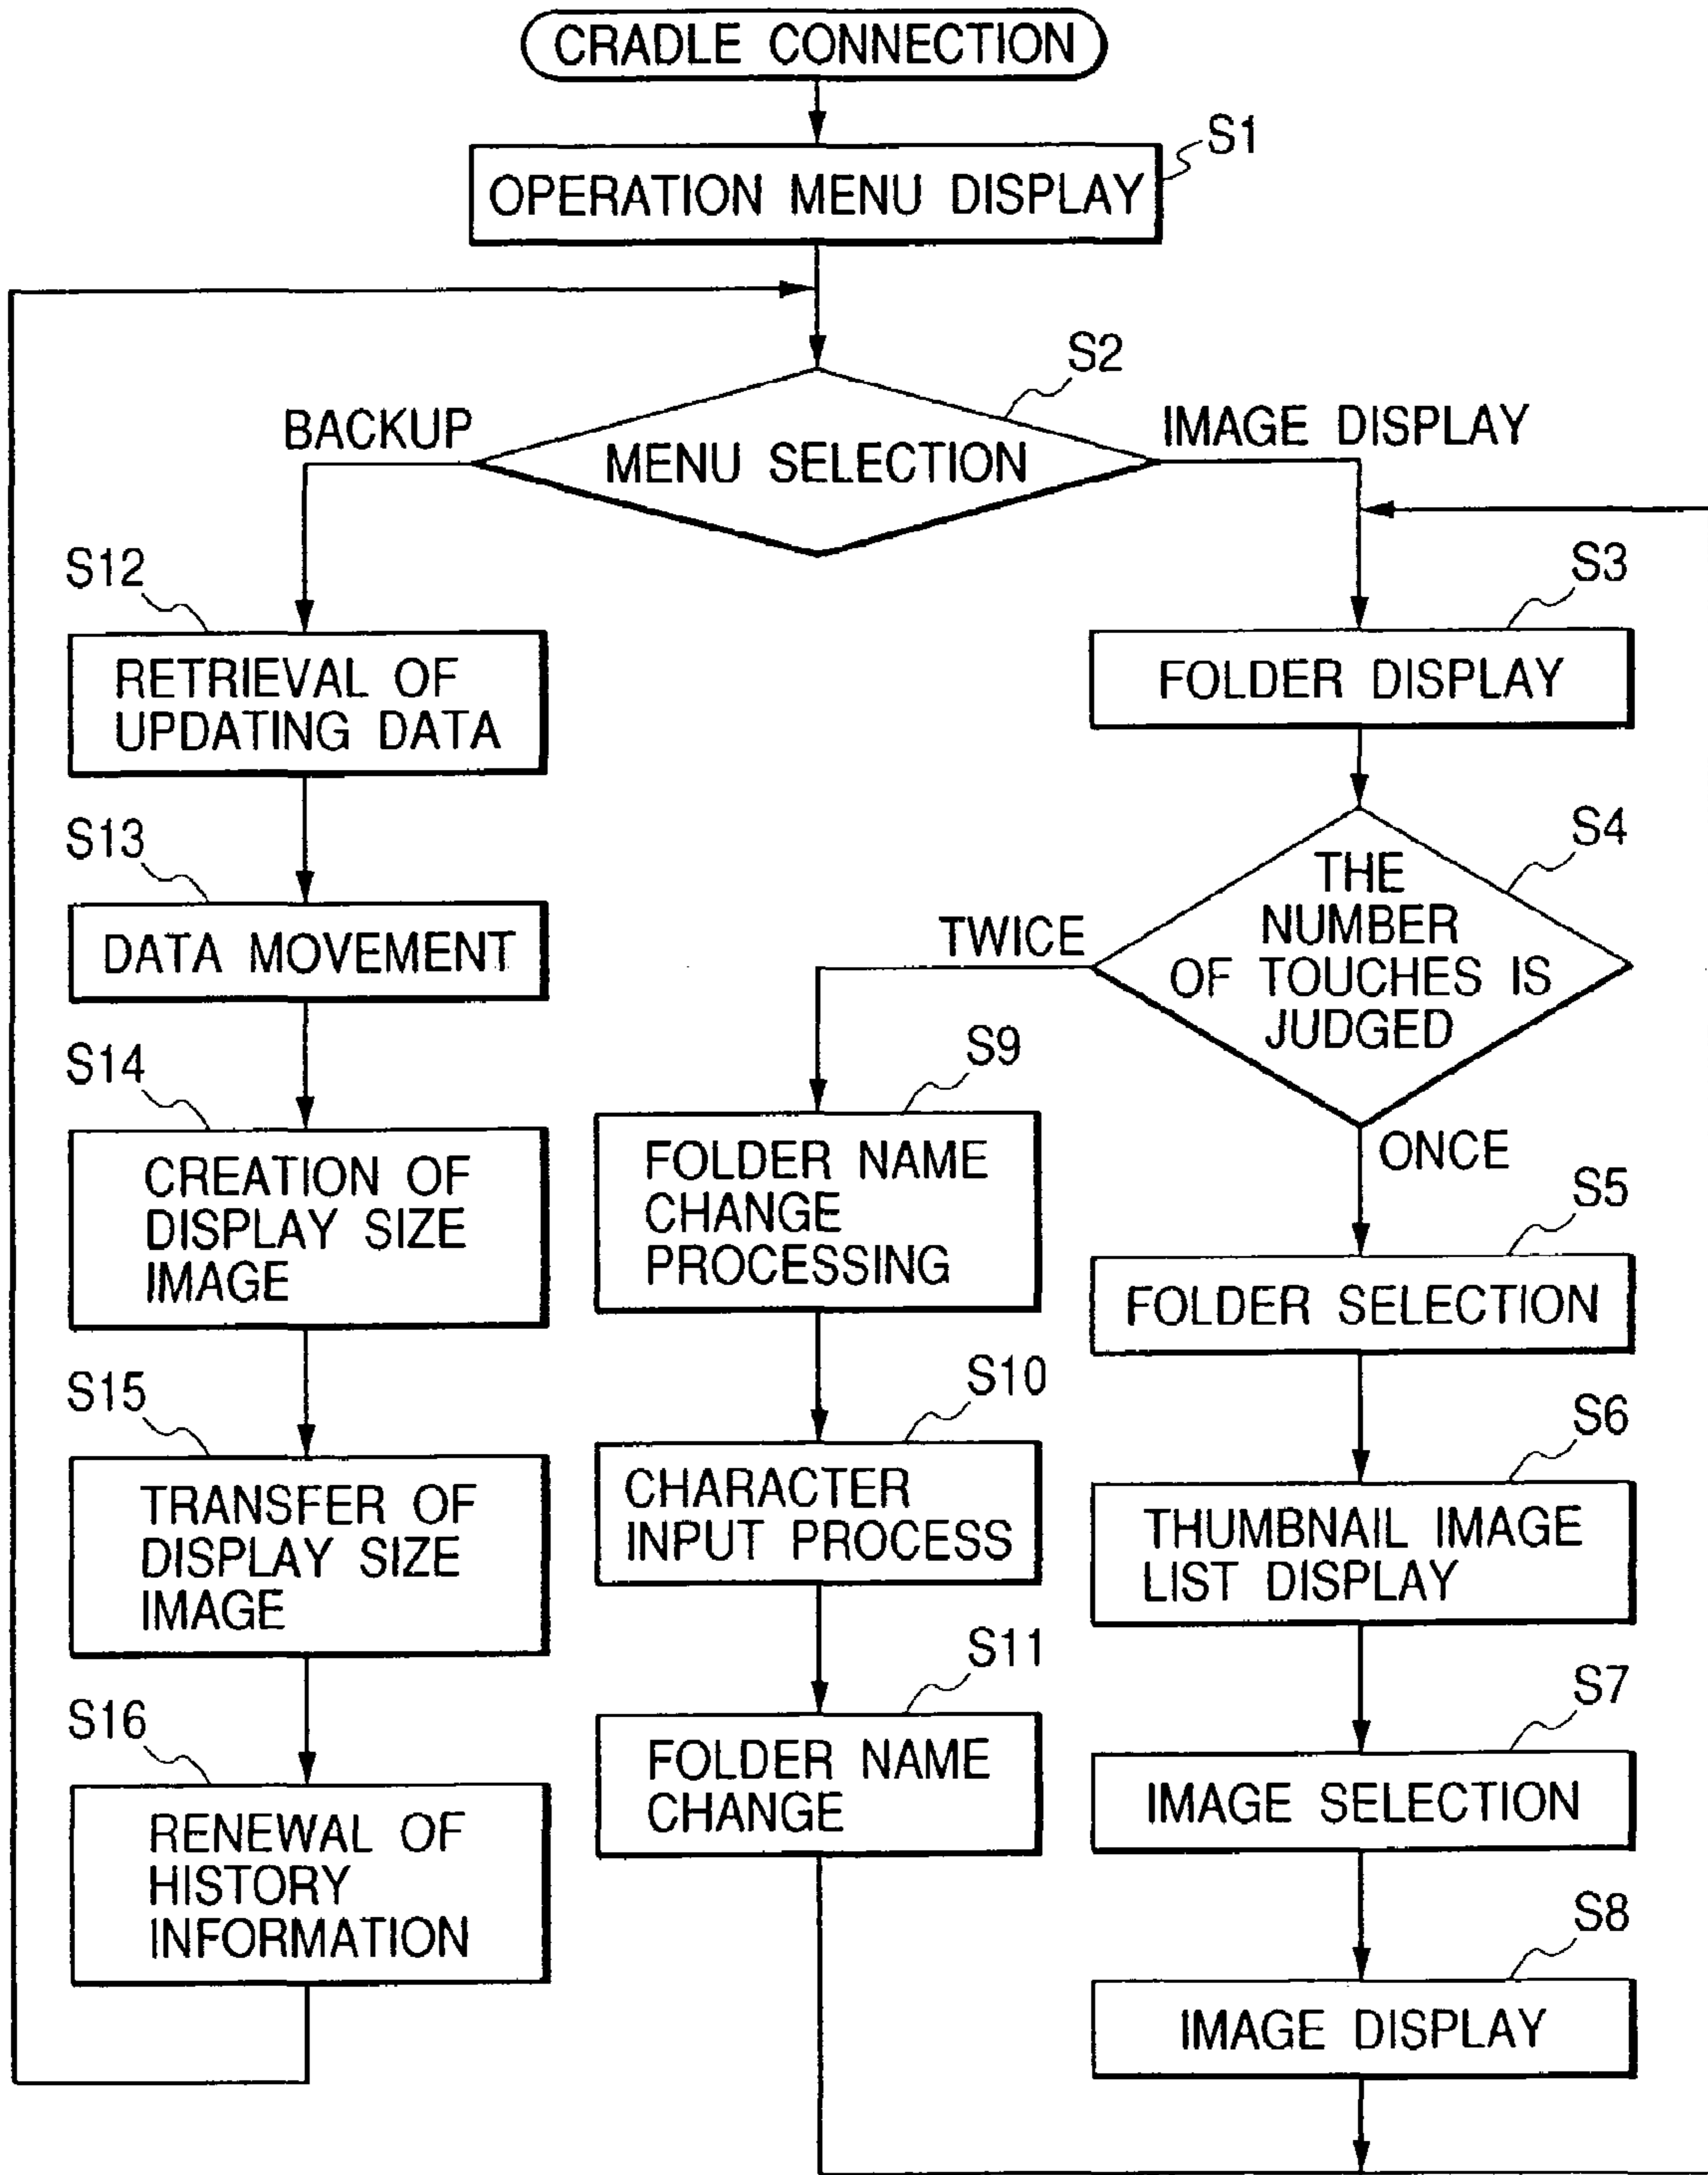 CRADLE CONNECTION
S1
OPERATION MENU DISPLAY
S2
BACKUP
IMAGE DISPLAY
MENU SELECTION
S12
RETRIEVAL OF
UPDATING DATA
S13
DATA MOVEMENT
S14
CREATION OF
DISPLAY SIZE
IMAGE
S15
TRANSFER OF
DISPLAY SIZE
IMAGE
S16
RENEWAL OF
HISTORY
INFORMATION
S3
FOLDER DISPLAY
S4
THE
NUMBER
OF TOUCHES IS
JUDGED
TWICE
ONCE
S9
FOLDER NAME
CHANGE
PROCESSING
S10
CHARACTER
INPUT PROCESS
S11
FOLDER NAME
CHANGE
S5
FOLDER SELECTION
S6
THUMBNAIL IMAGE
LIST DISPLAY
S7
IMAGE SELECTION
S8
IMAGE DISPLAY